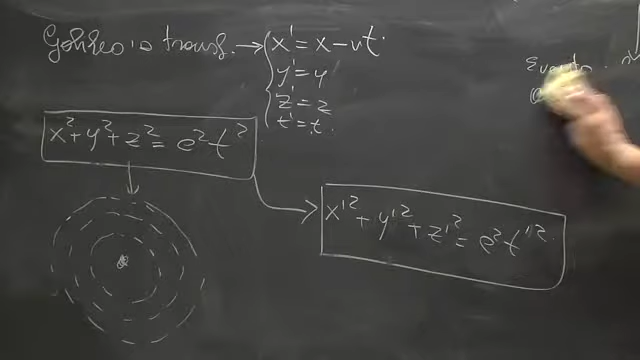 Galileo's transf. → x' = x - vt
y' = y
z' = z
t' = t
x² + y² + z² = c²t²
x'² + y'² + z'² = c²t'²